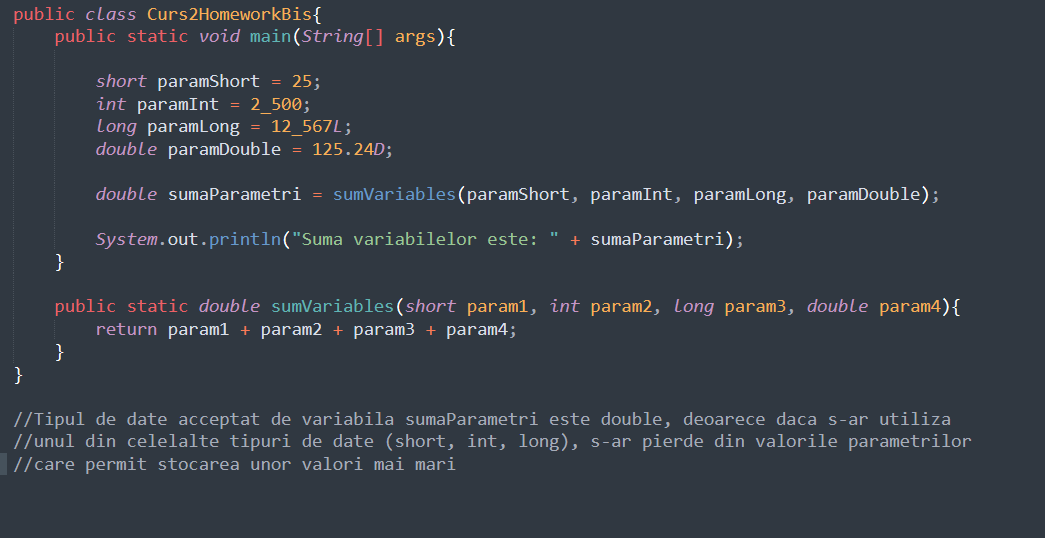 public class Curs2HomeworkBis{
    public static void main(String[] args){
        short paramShort = 25;
        int paramInt = 2_500;
        long paramLong = 12_567L;
        double paramDouble = 125.24D;
        double sumaParametri = sumVariables(paramShort, paramInt, paramLong, paramDouble);
        System.out.println("Suma variabilelor este: " + sumaParametri);
    }
    public static double sumVariables(short param1, int param2, long param3, double param4){
        return param1 + param2 + param3 + param4;
    }
}
//Tipul de date acceptat de variabila sumaParametri este double, deoarece daca s-ar utiliza
//unul din celelalte tipuri de date (short, int, long), s-ar pierde din valorile parametrilor
//care permit stocarea unor valori mai mari